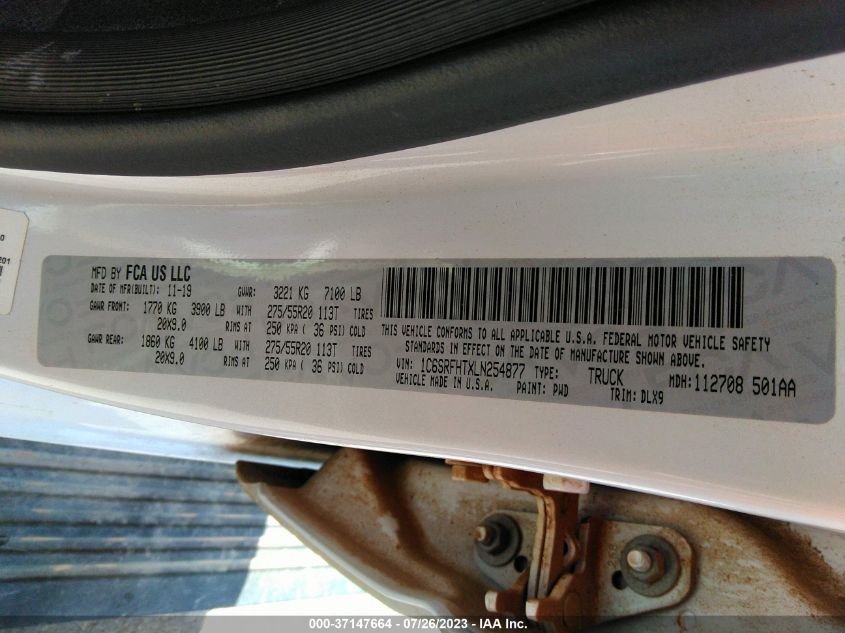 MFD BY FCA US LLC
DATE OF MFR(BUILT): 11-19 GVWR: 3221 KG 7100 LB
GAWR FRONT: 1770 KG 3900 LB WITH 275/55R20 113T TIRES
20X9.0 RIMS AT 250 KPA ( 36 PSI) COLD
GAWR REAR: 1860 KG 4100 LB WITH 275/55R20 113T TIRES
20X9.0 RIMS AT 250 KPA ( 36 PSI) COLD
THIS VEHICLE CONFORMS TO ALL APPLICABLE U.S.A. FEDERAL MOTOR VEHICLE SAFETY
STANDARDS IN EFFECT ON THE DATE OF MANUFACTURE SHOWN ABOVE.
VIN: 1C6SRFHTXLN254877 TYPE: TRUCK MDH:112708 501AA
VEHICLE MADE IN U.S.A. PAINT: PWD TRIM: DLX9
000-37147664 - 07/26/2023 - IAA Inc.